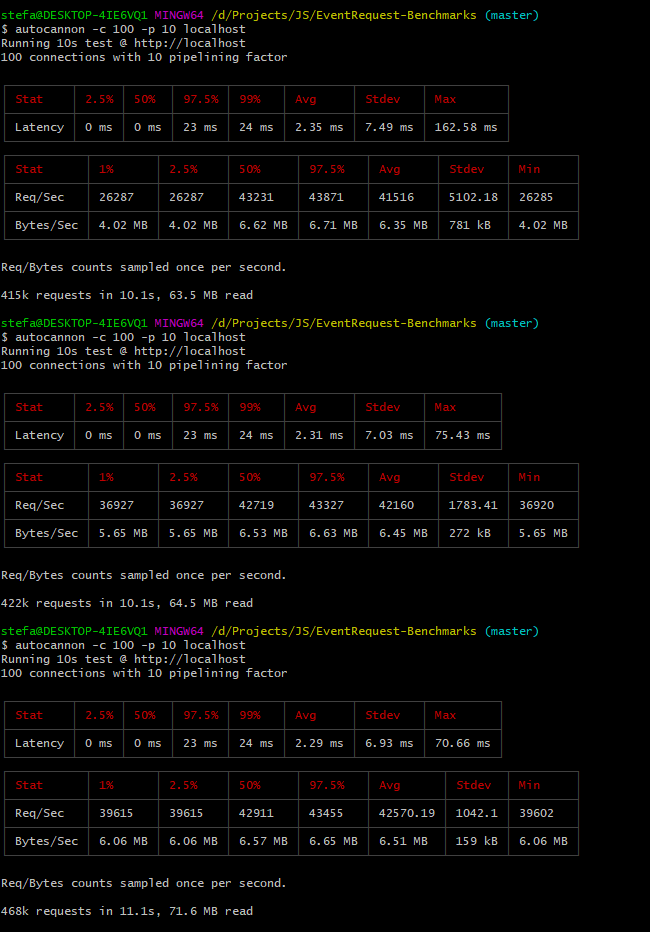 stefa@DESKTOP-4IE6VQ1 MINGW64 /d/Projects/JS/EventRequest-Benchmarks (master)
$ autocannon -c 100 -p 10 localhost
Running 10s test @ http://localhost
100 connections with 10 pipelining factor
Stat 2.5% 50% 97.5% 99% Avg Stdev Max
Latency 0 ms 0 ms 23 ms 24 ms 2.35 ms 7.49 ms 162.58 ms
Stat 1% 2.5% 50% 97.5% Avg Stdev Min
Req/Sec 26287 26287 43231 43871 41516 5102.18 26285
Bytes/Sec 4.02 MB 4.02 MB 6.62 MB 6.71 MB 6.35 MB 781 kB 4.02 MB
Req/Bytes counts sampled once per second.
415k requests in 10.1s, 63.5 MB read
stefa@DESKTOP-4IE6VQ1 MINGW64 /d/Projects/JS/EventRequest-Benchmarks (master)
$ autocannon -c 100 -p 10 localhost
Running 10s test @ http://localhost
100 connections with 10 pipelining factor
Stat 2.5% 50% 97.5% 99% Avg Stdev Max
Latency 0 ms 0 ms 23 ms 24 ms 2.31 ms 7.03 ms 75.43 ms
Stat 1% 2.5% 50% 97.5% Avg Stdev Min
Req/Sec 36927 36927 42719 43327 42160 1783.41 36920
Bytes/Sec 5.65 MB 5.65 MB 6.53 MB 6.63 MB 6.45 MB 272 kB 5.65 MB
Req/Bytes counts sampled once per second.
422k requests in 10.1s, 64.5 MB read
stefa@DESKTOP-4IE6VQ1 MINGW64 /d/Projects/JS/EventRequest-Benchmarks (master)
$ autocannon -c 100 -p 10 localhost
Running 10s test @ http://localhost
100 connections with 10 pipelining factor
Stat 2.5% 50% 97.5% 99% Avg Stdev Max
Latency 0 ms 0 ms 23 ms 24 ms 2.29 ms 6.93 ms 70.66 ms
Stat 1% 2.5% 50% 97.5% Avg Stdev Min
Req/Sec 39615 39615 42911 43455 42570.19 1042.1 39602
Bytes/Sec 6.06 MB 6.06 MB 6.57 MB 6.65 MB 6.51 MB 159 kB 6.06 MB
Req/Bytes counts sampled once per second.
468k requests in 11.1s, 71.6 MB read